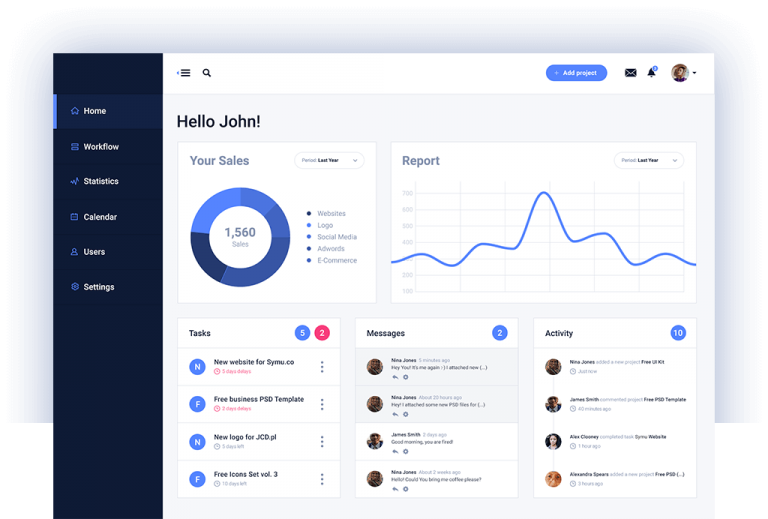 Add project
2
Home
Workflow
Statistics
Calendar
Users
Settings
Hello John!
Your Sales
Period: Last Year
1,560
Sales
Websites
Logo
Social Media
Adwords
E-Commerce
Report
Period: Last Year
700
600
500
400
300
200
100
Tasks
5
2
N
New website for Symu.co
5 days delays
F
Free business PSD Template
2 days delays
N
New logo for JCD.pl
5 days left
F
Free Icons Set vol. 3
10 days left
Messages
2
Nina Jones 5 minutes ago
Hey You! It's me again :-) I attached new (...)
Nina Jones About 20 hours ago
Hey! I attached some new PSD files for (...)
James Smith 2 days ago
Good morning, you are fired!
Nina Jones About 2 weeks ago
Hello! Could You bring me coffee please?
Activity
10
Nina Jones added a new project Free UI Kit
Just now
James Smith commented project Free PSD Template
40 minutes ago
Alex Clooney completed task Symu Website
1 hour ago
Alexandra Spears added a new project Free PSD (...)
3 hours ago